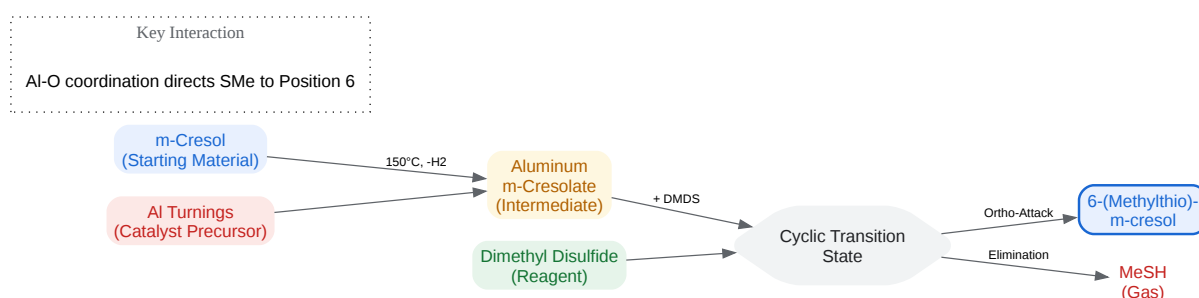 Key Interaction
Al-O coordination directs SMe to Position 6
m-Cresol
(Starting Material)
Al Turnings
(Catalyst Precursor)
150°C, -H2
Aluminum
m-Cresolate
(Intermediate)
Dimethyl Disulfide
(Reagent)
+ DMDS
Cyclic Transition
State
Ortho-Attack
Elimination
6-(Methylthio)-
m-cresol
MeSH
(Gas)